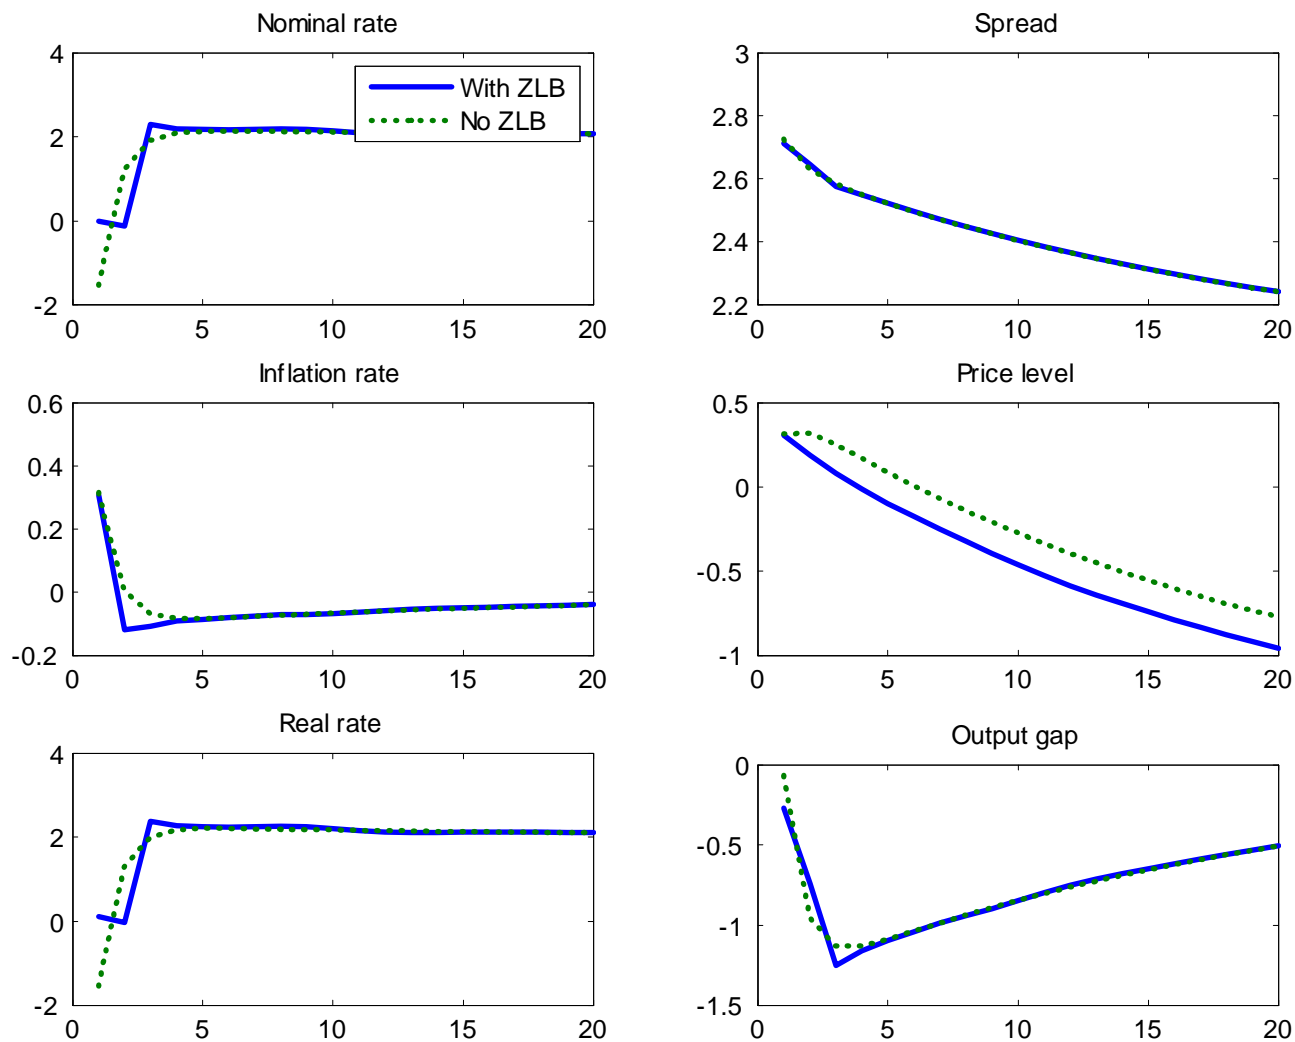 Nominal rate
4
2
0
-2
0 5 10 15 20
With ZLB
No ZLB
Spread
3
2.8
2.6
2.4
2.2
0 5 10 15 20
Inflation rate
0.6
0.4
0.2
0
-0.2
0 5 10 15 20
Price level
0.5
0
-0.5
-1
0 5 10 15 20
Real rate
4
2
0
-2
0 5 10 15 20
Output gap
0
-0.5
-1
-1.5
0 5 10 15 20